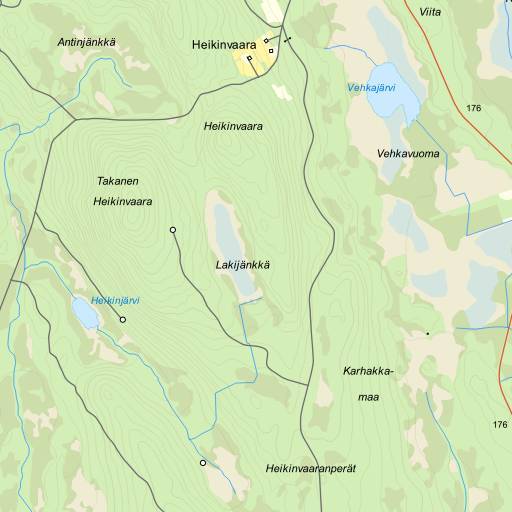 Viita
Antinjänkkä
Heikinvaara
Vehkajärvi
176
Heikinvaara
Vehkavuoma
Takanen
Heikinvaara
Lakijänkkä
Heikinjärvi
Karhakka-
maa
176
Heikinvaaranperät